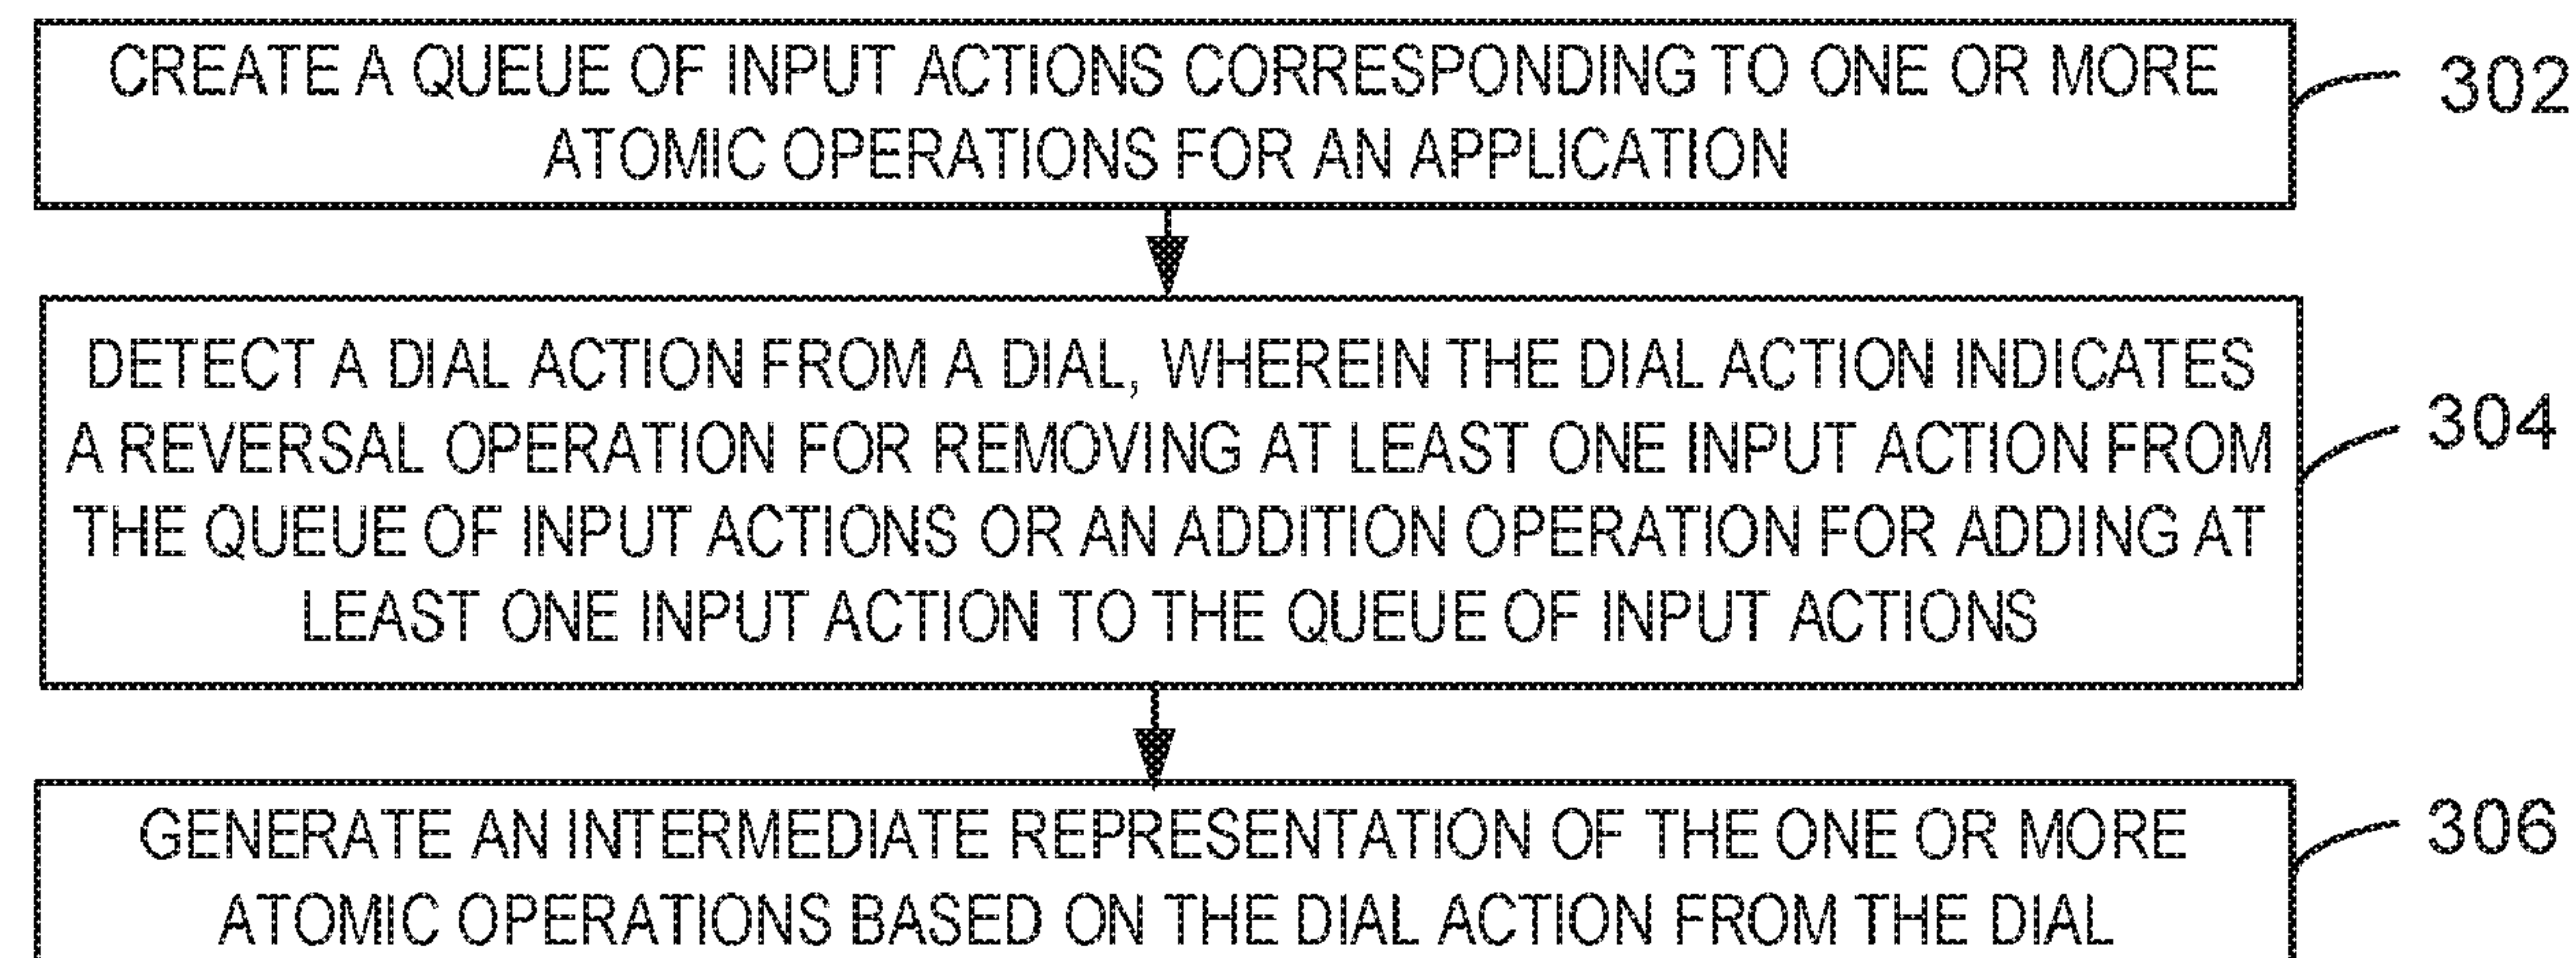 CREATE A QUEUE OF INPUT ACTIONS CORRESPONDING TO ONE OR MORE
ATOMIC OPERATIONS FOR AN APPLICATION
302
DETECT A DIAL ACTION FROM A DIAL, WHEREIN THE DIAL ACTION INDICATES
A REVERSAL OPERATION FOR REMOVING AT LEAST ONE INPUT ACTION FROM
THE QUEUE OF INPUT ACTIONS OR AN ADDITION OPERATION FOR ADDING AT
LEAST ONE INPUT ACTION TO THE QUEUE OF INPUT ACTIONS
304
GENERATE AN INTERMEDIATE REPRESENTATION OF THE ONE OR MORE
ATOMIC OPERATIONS BASED ON THE DIAL ACTION FROM THE DIAL
306